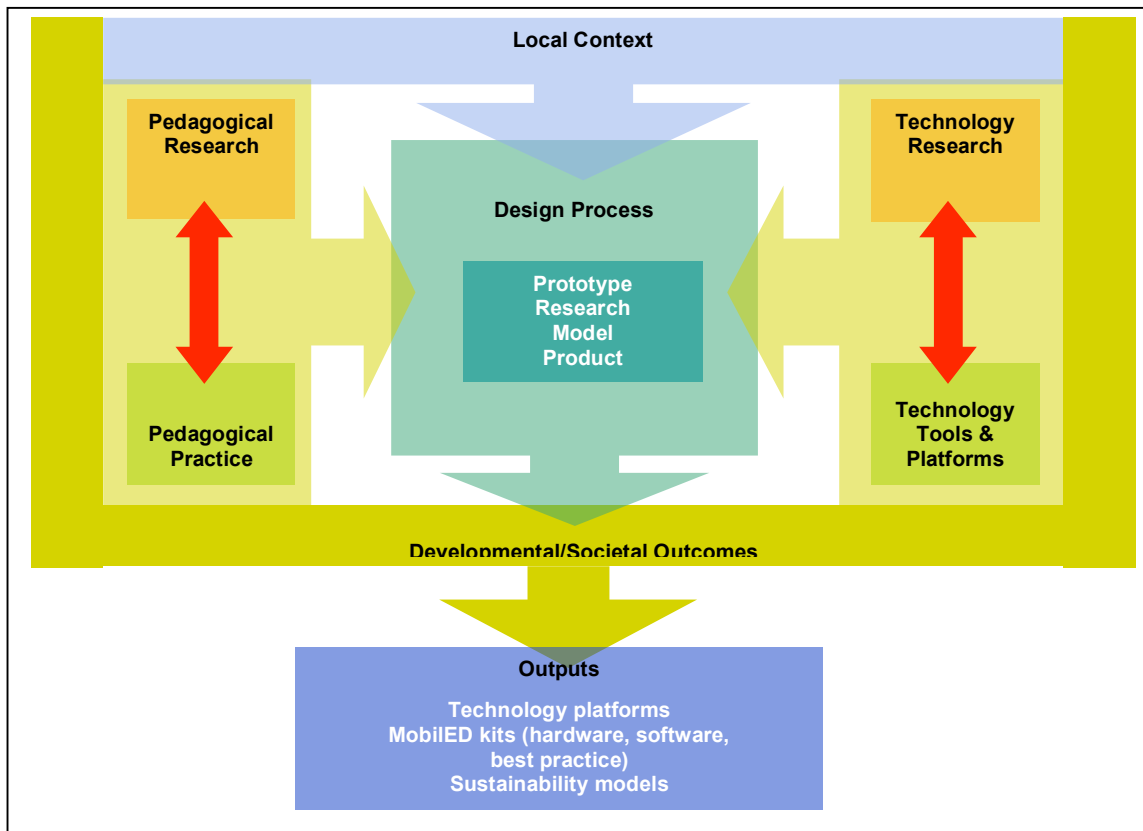 Local Context
Pedagogical
Research
Technology
Research
Design Process
Prototype
Research
Model
Product
Pedagogical
Practice
Technology
Tools &
Platforms
Developmental/Societal Outcomes
Outputs
Technology platforms
MobilED kits (hardware, software,
best practice)
Sustainability models